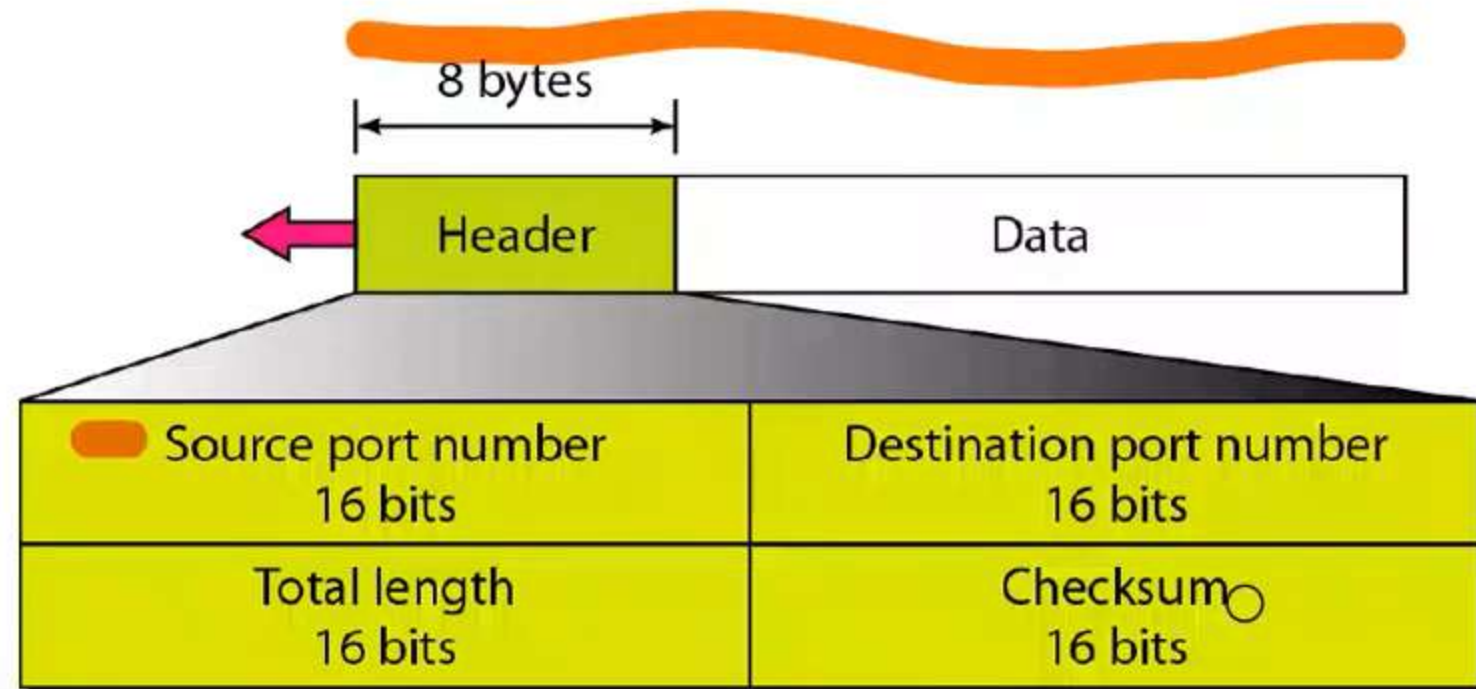 8 bytes
Header Data
Source port number Destination port number
16 bits 16 bits
Total length Checksum
16 bits 16 bits